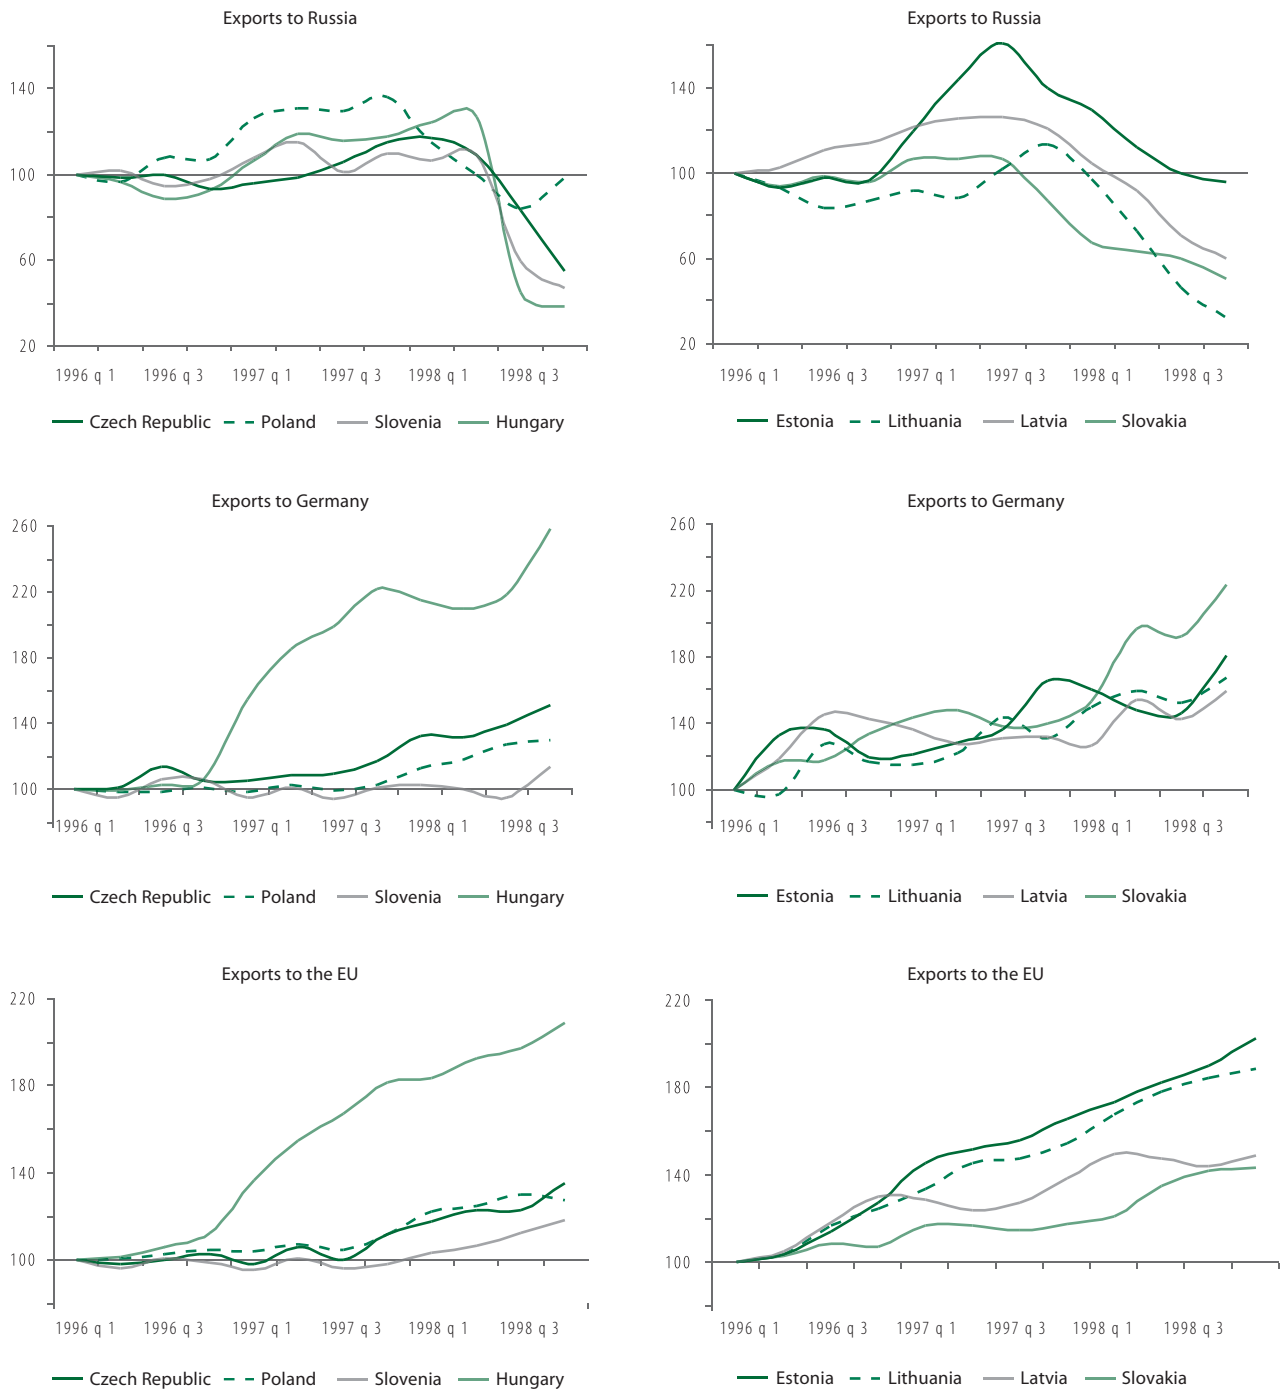 Exports to Russia
140
100
60
20
1996 q 1 1996 q 3 1997 q 1 1997 q 3 1998 q 1 1998 q 3
Czech Republic Poland Slovenia Hungary
Exports to Russia
140
100
60
20
1996 q 1 1996 q 3 1997 q 1 1997 q 3 1998 q 1 1998 q 3
Estonia Lithuania Latvia Slovakia
Exports to Germany
260
220
180
140
100
1996 q 1 1996 q 3 1997 q 1 1997 q 3 1998 q 1 1998 q 3
Czech Republic Poland Slovenia Hungary
Exports to Germany
260
220
180
140
100
1996 q 1 1996 q 3 1997 q 1 1997 q 3 1998 q 1 1998 q 3
Estonia Lithuania Latvia Slovakia
Exports to the EU
220
180
140
100
1996 q 1 1996 q 3 1997 q 1 1997 q 3 1998 q 1 1998 q 3
Czech Republic Poland Slovenia Hungary
Exports to the EU
220
180
140
100
1996 q 1 1996 q 3 1997 q 1 1997 q 3 1998 q 1 1998 q 3
Estonia Lithuania Latvia Slovakia